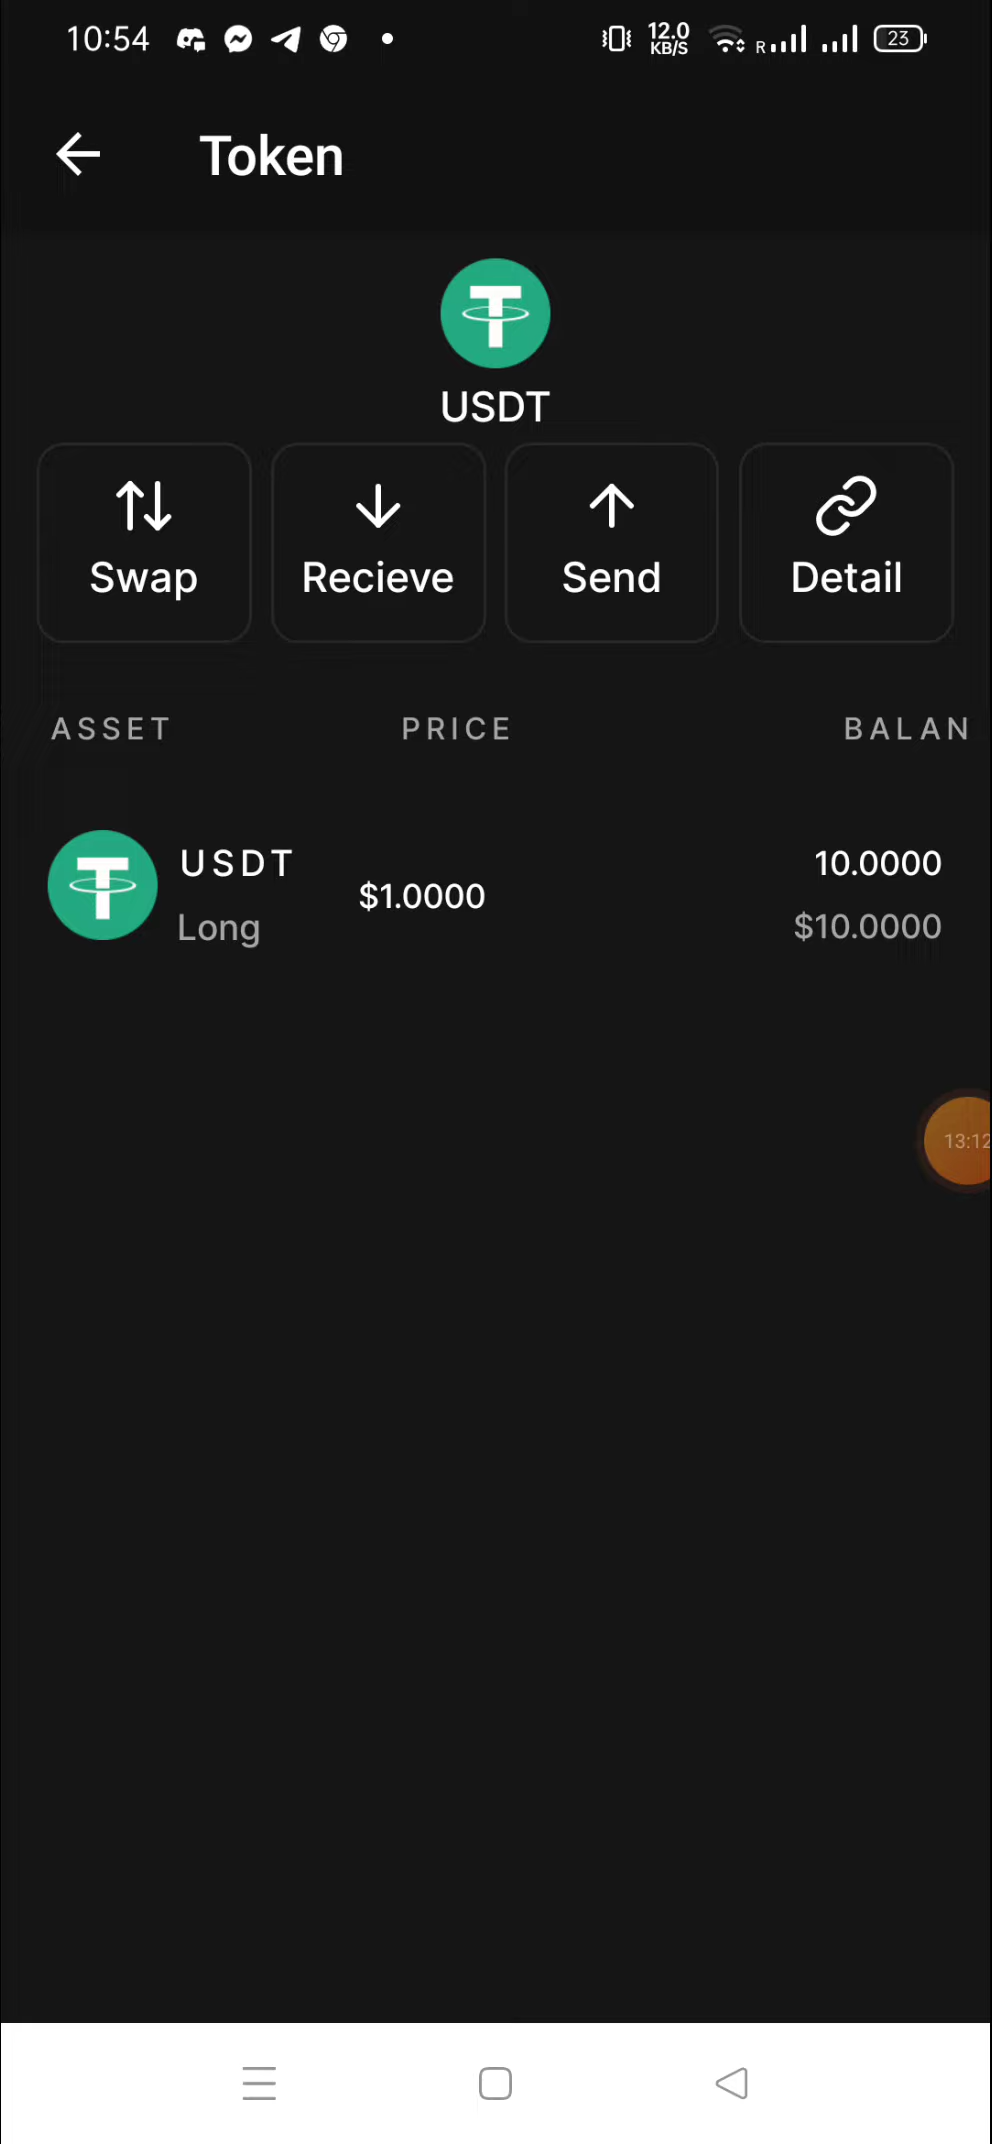 10:54 12.0 KB/S R 23
Token
USDT
Swap Recieve Send Detail
ASSET PRICE BALAN
USDT 10.0000
$1.0000
Long $10.0000
13:12